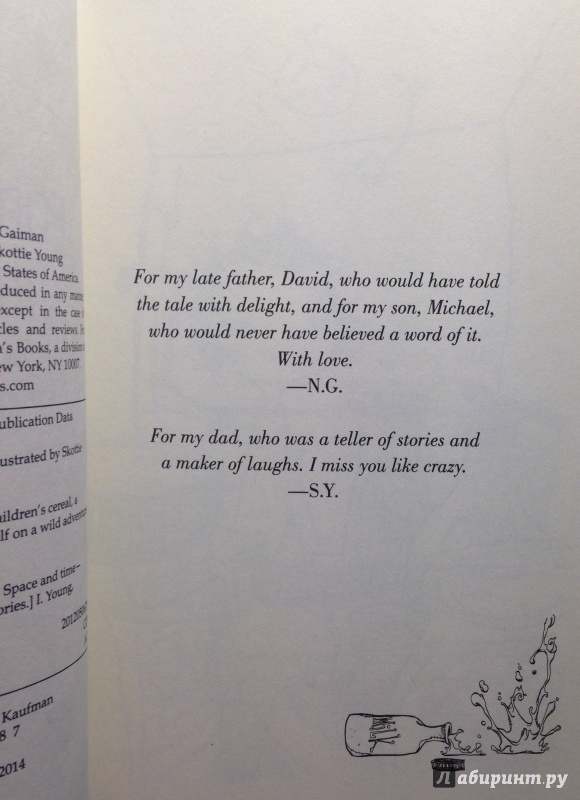 Gaiman
kottie Young
States of America
duced in any
except in the case
cles and reviews.
n's Books, a division
ew York, NY 10007.
s.com
ublication Data
ustrated by Skottie
ildren's cereal, a
lf on a wild adventure
Space and time—
ories.] I. Young,
Kaufman
8 7
2014
For my late father, David, who would have told
the tale with delight, and for my son, Michael,
who would never have believed a word of it.
With love.
—N.G.
For my dad, who was a teller of stories and
a maker of laughs. I miss you like crazy.
—S.Y.
MILK
Лабиринт.ру